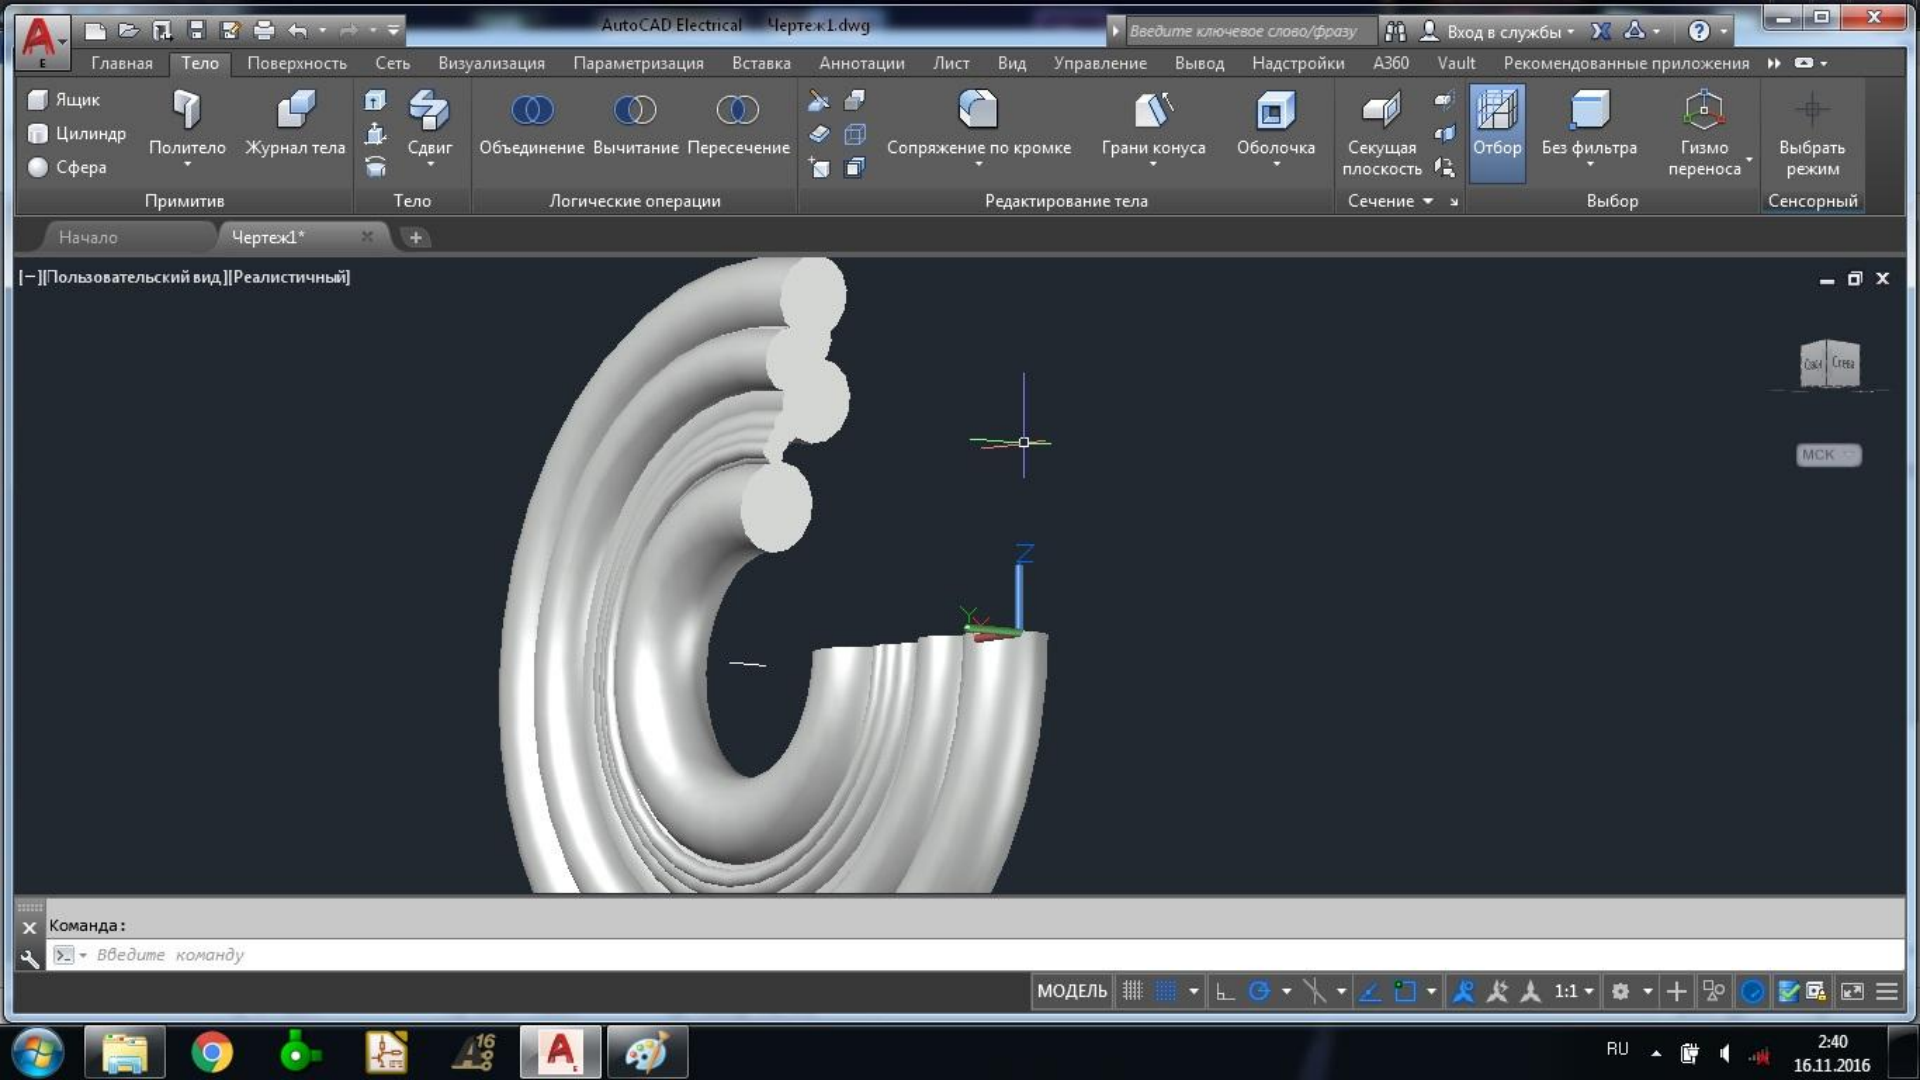 AutoCAD Electrical Чертеж1.dwg
Введите ключевое слово/фразу
Вход в службы
E
Главная Тело Поверхность Сеть Визуализация Параметризация Вставка Аннотации Лист Вид Управление Вывод Надстройки A360 Vault Рекомендованные приложения
Ящик
Цилиндр
Сфера
Политело
Журнал тела
Сдвиг
Объединение Вычитание Пересечение
Сопряжение по кромке
Грани конуса
Оболочка
Секущая
плоскость
Отбор
Без фильтра
Гизмо
переноса
Выбрать
режим
Примитив
Тело
Логические операции
Редактирование тела
Сечение
Выбор
Сенсорный
Начало
Чертеж1*
[−][Пользовательский вид][Реалистичный]
МСК
Z
Y
X
Команда:
Введите команду
МОДЕЛЬ
1:1
16
RU
2:40
16.11.2016